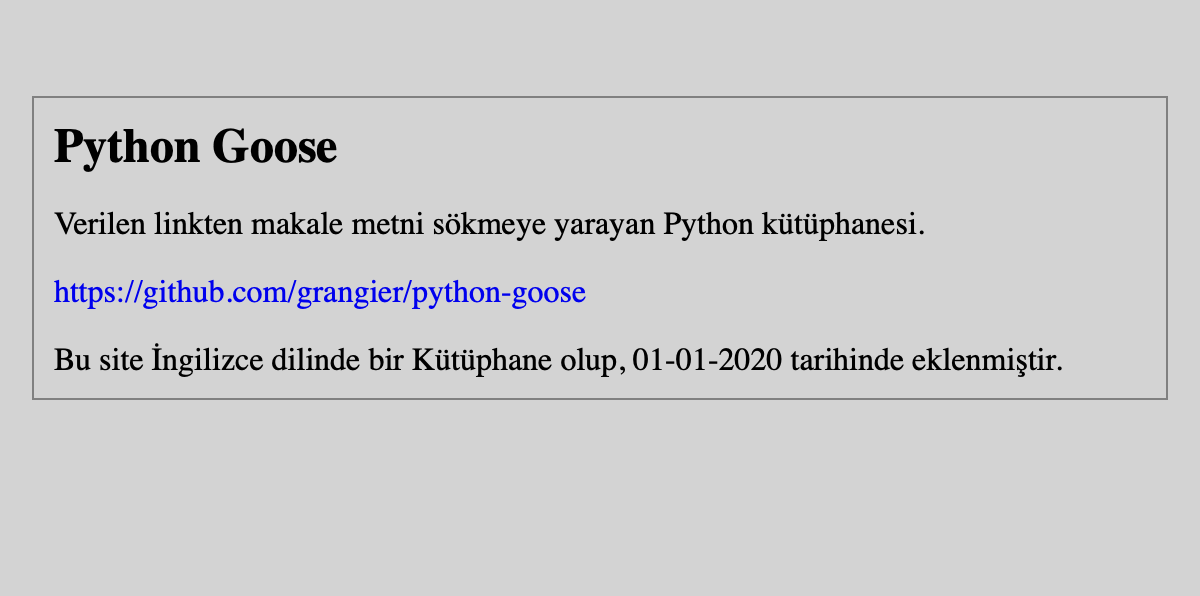 Python Goose
Verilen linkten makale metni sökmeye yarayan Python kütüphanesi.
https://github.com/grangier/python-goose
Bu site İngilizce dilinde bir Kütüphane olup, 01-01-2020 tarihinde eklenmiştir.